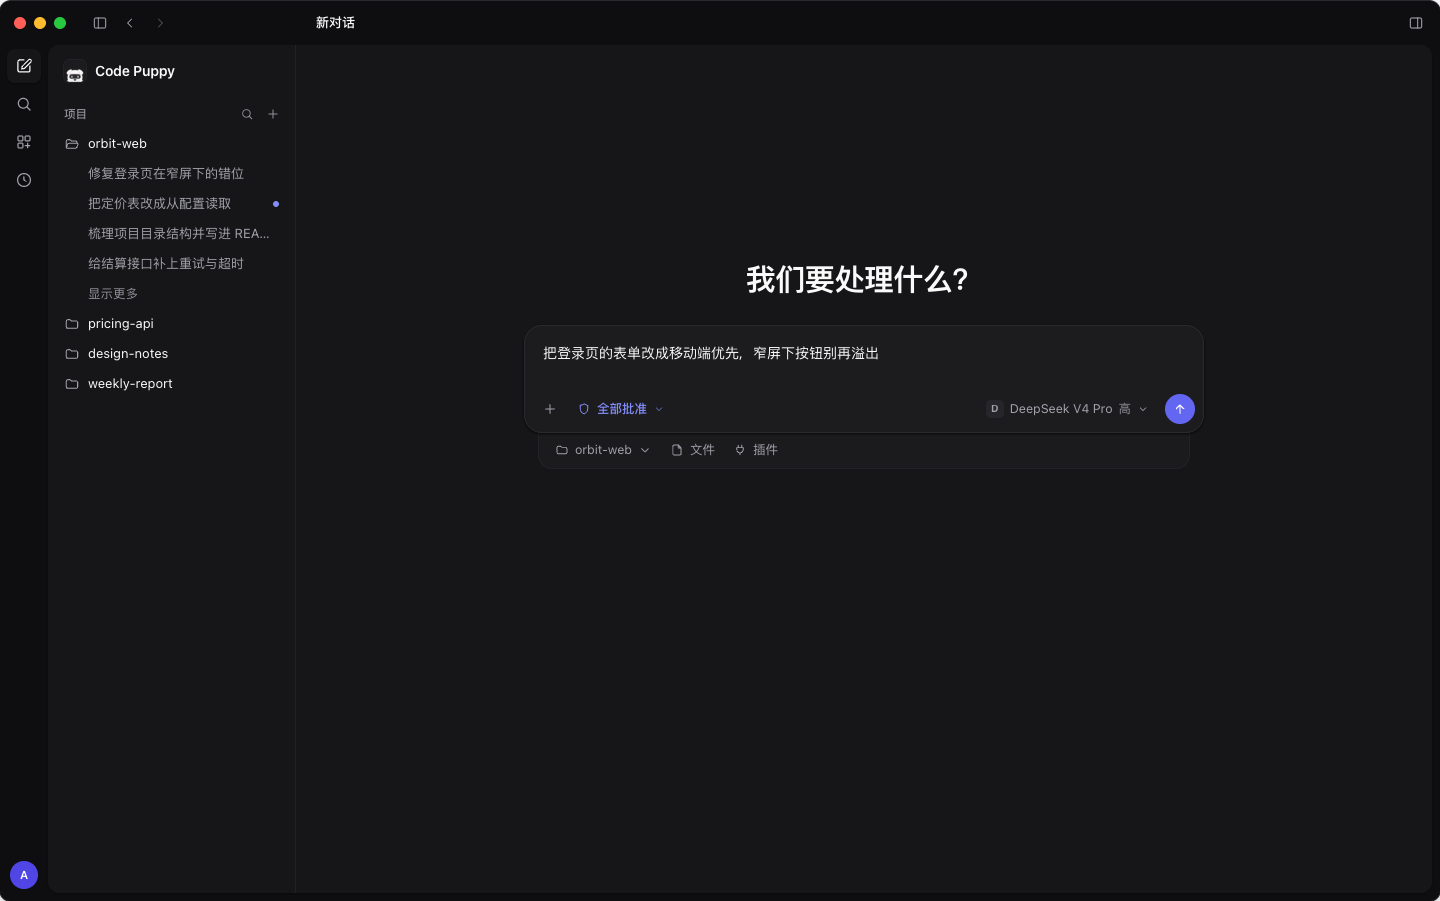 新对话
Code Puppy
项目
orbit-web
修复登录页在窄屏下的错位
把定价表改成从配置读取
梳理项目目录结构并写进 REA...
给结算接口补上重试与超时
显示更多
pricing-api
design-notes
weekly-report
A
我们要处理什么?
把登录页的表单改成移动端优先，窄屏下按钮别再溢出
全部批准
D DeepSeek V4 Pro 高
orbit-web 文件 插件